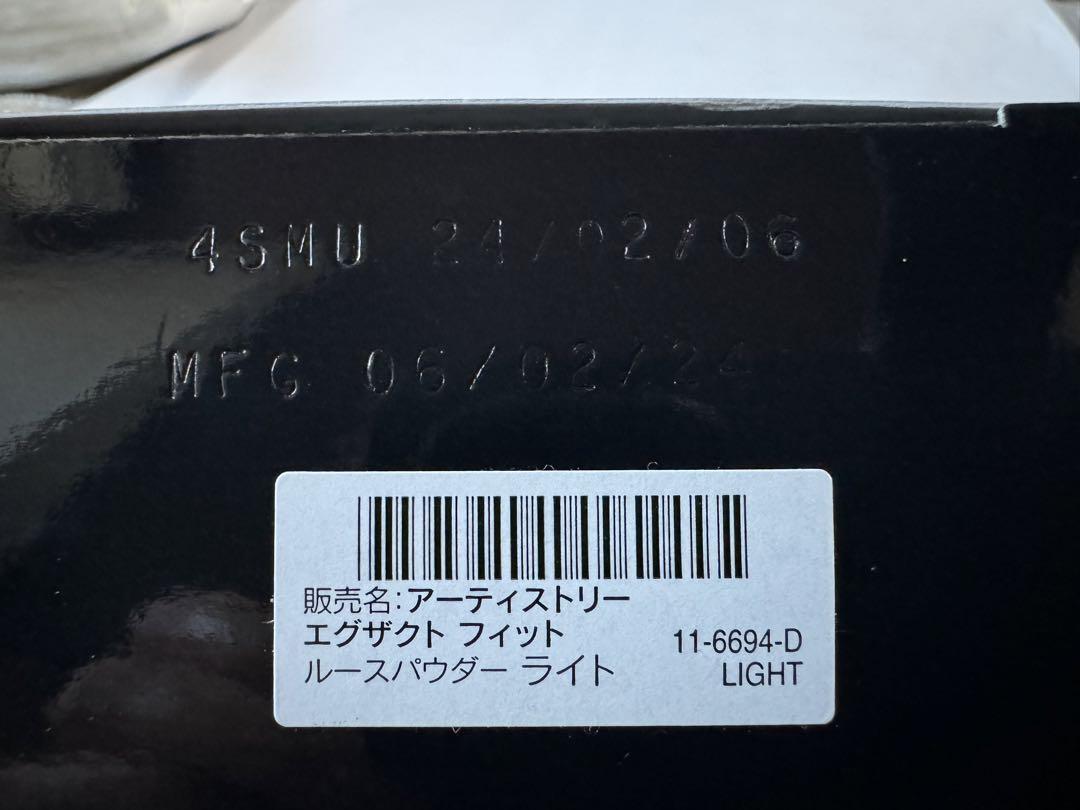 4SMU 24/02/06
MFG 06/02/24
販売名:アーティストリー
エグザクト フィット
ルースパウダー ライト
11-6694-D
LIGHT